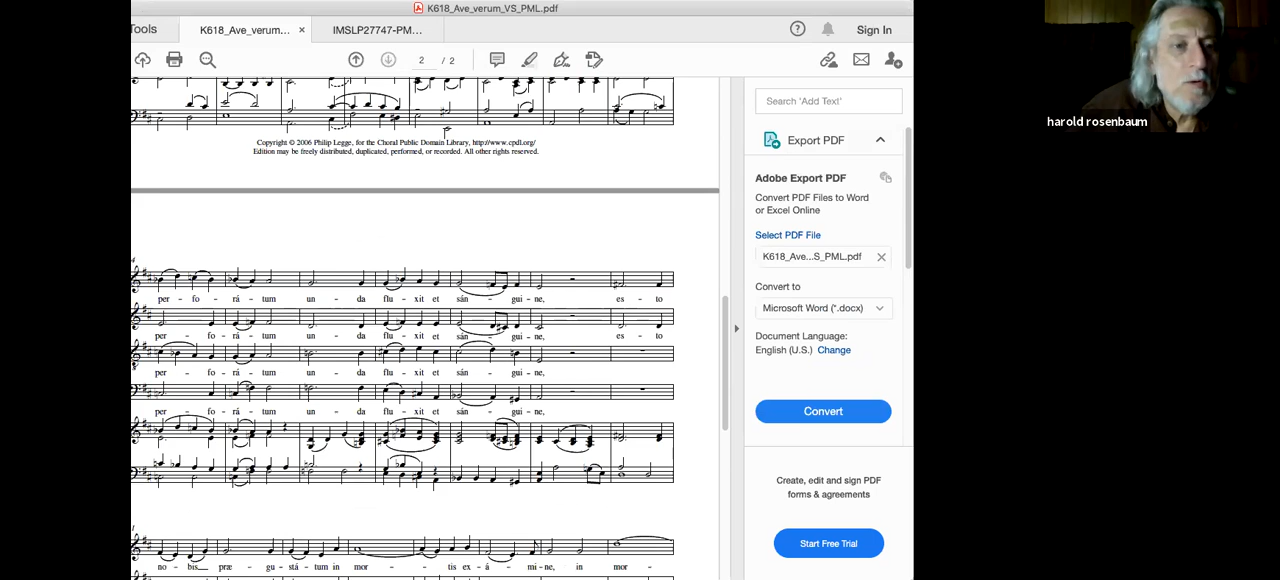 K618_Ave_verum_VS_PML.pdf
Tools
K618_Ave_verum... ×
IMSLP27747-PM...
Sign In
2 / 2
Search 'Add Text'
Export PDF
Adobe Export PDF
Convert PDF Files to Word
or Excel Online
Select PDF File
K618_Ave...S_PML.pdf
Convert to
Microsoft Word (*.docx)
Document Language:
English (U.S.) Change
Convert
Create, edit and sign PDF
forms & agreements
Start Free Trial
Copyright © 2006 Philip Legge, for the Choral Public Domain Library, http://www.cpdl.org/
Edition may be freely distributed, duplicated, performed, or recorded. All other rights reserved.
per - fo - rá - tum un - da flu - xit et sán - gui - ne, es - to
per - fo - rá - tum un - da flu - xit et sán - gui - ne, es - to
per - fo - rá - tum un - da flu - xit et sán - gui - ne,
per - fo - rá - tum un - da flu - xit et sán - gui - ne,
no - bis præ - gu - stá - tum in mor - tis ex - á - mi - ne, in mor -
harold rosenbaum